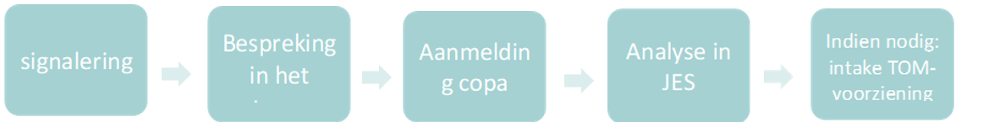 signalering
Bespreking
in het
Aanmeldin
g copa
Analyse in
JES
Indien nodig:
intake TOM-
voorziening